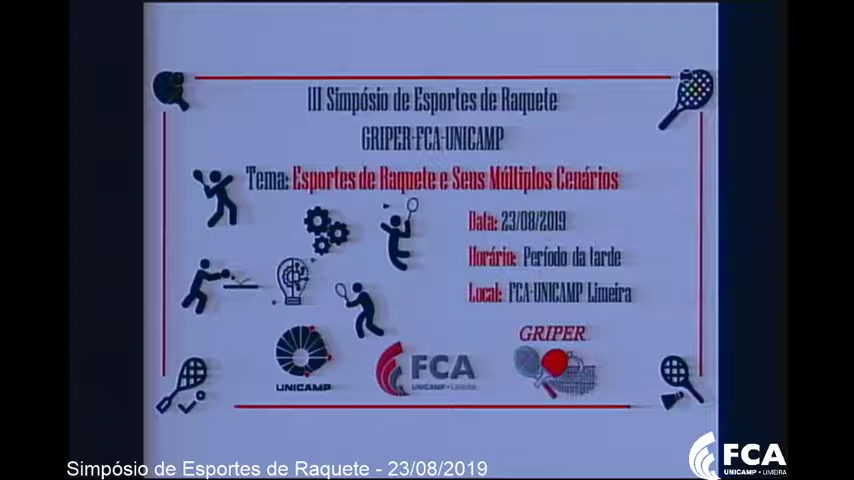 III Simpósio de Esportes de Raquete
GRIPER-FCA-UNICAMP
Tema: Esportes de Raquete e Seus Múltiplos Cenários
Data: 23/08/2019
Horário: Período da tarde
Local: FCA-UNICAMP Limeira
UNICAMP
FCA
UNICAMP • LIMEIRA
GRIPER
Simpósio de Esportes de Raquete - 23/08/2019
FCA
UNICAMP • LIMEIRA